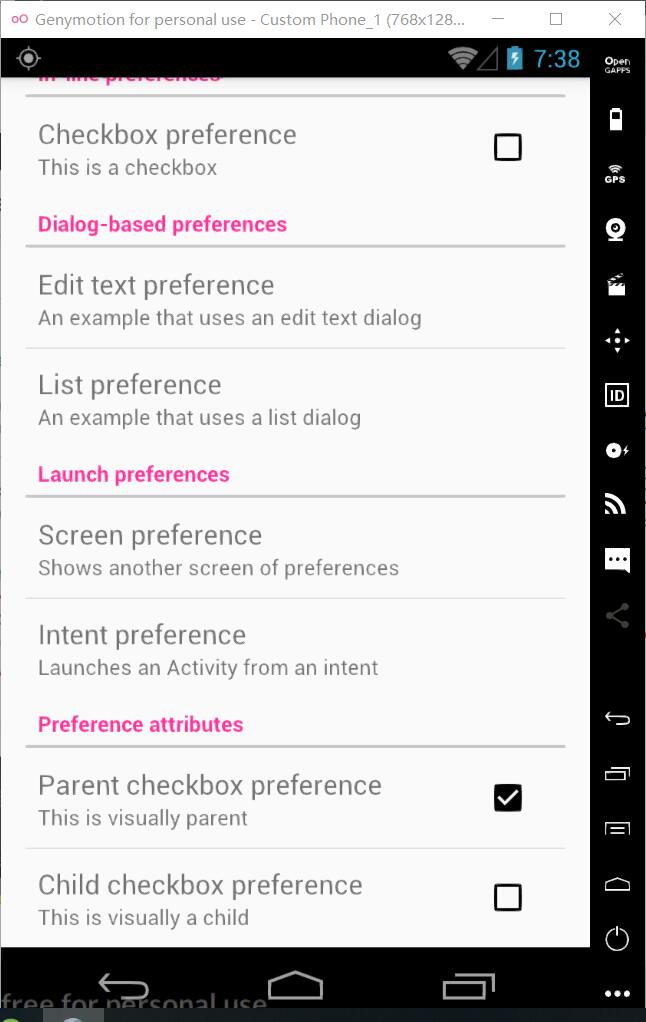 Genymotion for personal use - Custom Phone_1 (768x128...
7:38
Open
GAPPS
In-line preferences
Checkbox preference
This is a checkbox
GPS
Dialog-based preferences
Edit text preference
An example that uses an edit text dialog
List preference
An example that uses a list dialog
ID
Launch preferences
Screen preference
Shows another screen of preferences
Intent preference
Launches an Activity from an intent
Preference attributes
Parent checkbox preference
This is visually parent
Child checkbox preference
This is visually a child
free for personal use